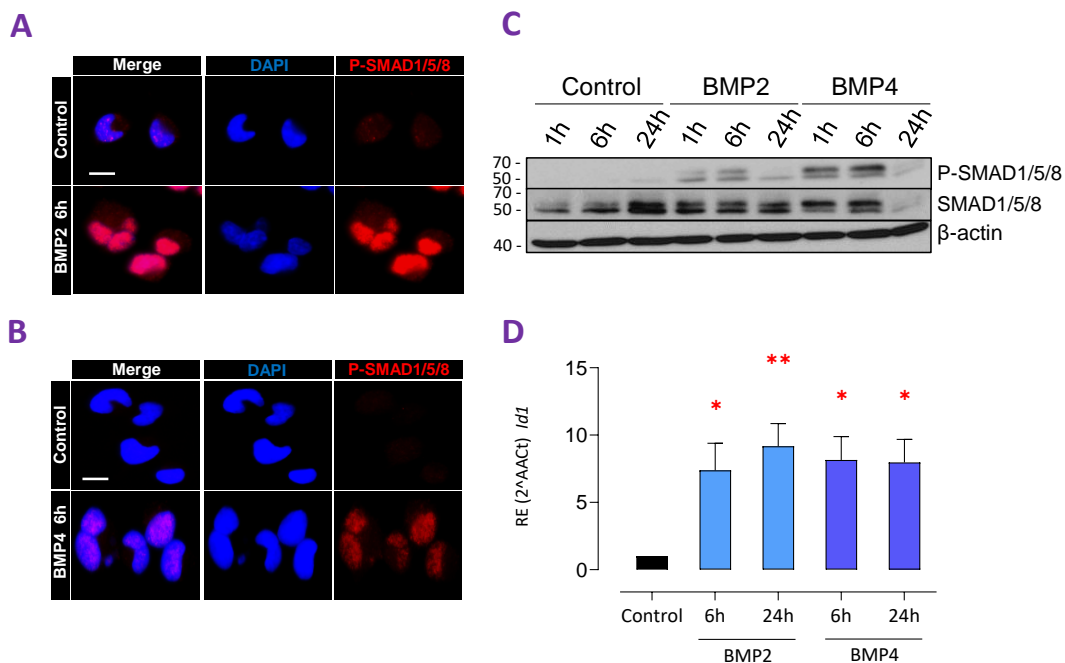 A
Merge DAPI P-SMAD1/5/8
Control
BMP2 6h
B
Merge DAPI P-SMAD1/5/8
Control
BMP4 6h
C
Control BMP2 BMP4
1h 6h 24h 1h 6h 24h 1h 6h 24h
70 -
50 -
P-SMAD1/5/8
70 -
50 -
SMAD1/5/8
40 -
β-actin
D
RE (2^AACt) Id1
15
10
5
0
* ** * *
Control 6h 24h 6h 24h
BMP2 BMP4